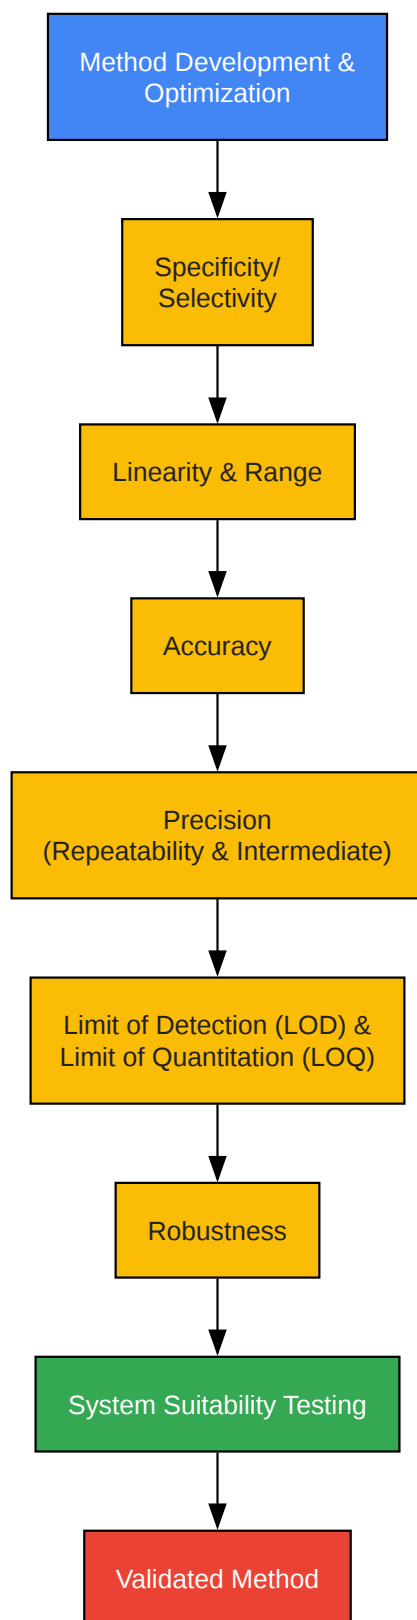 Method Development &
Optimization
Specificity/
Selectivity
Linearity & Range
Accuracy
Precision
(Repeatability & Intermediate)
Limit of Detection (LOD) &
Limit of Quantitation (LOQ)
Robustness
System Suitability Testing
Validated Method